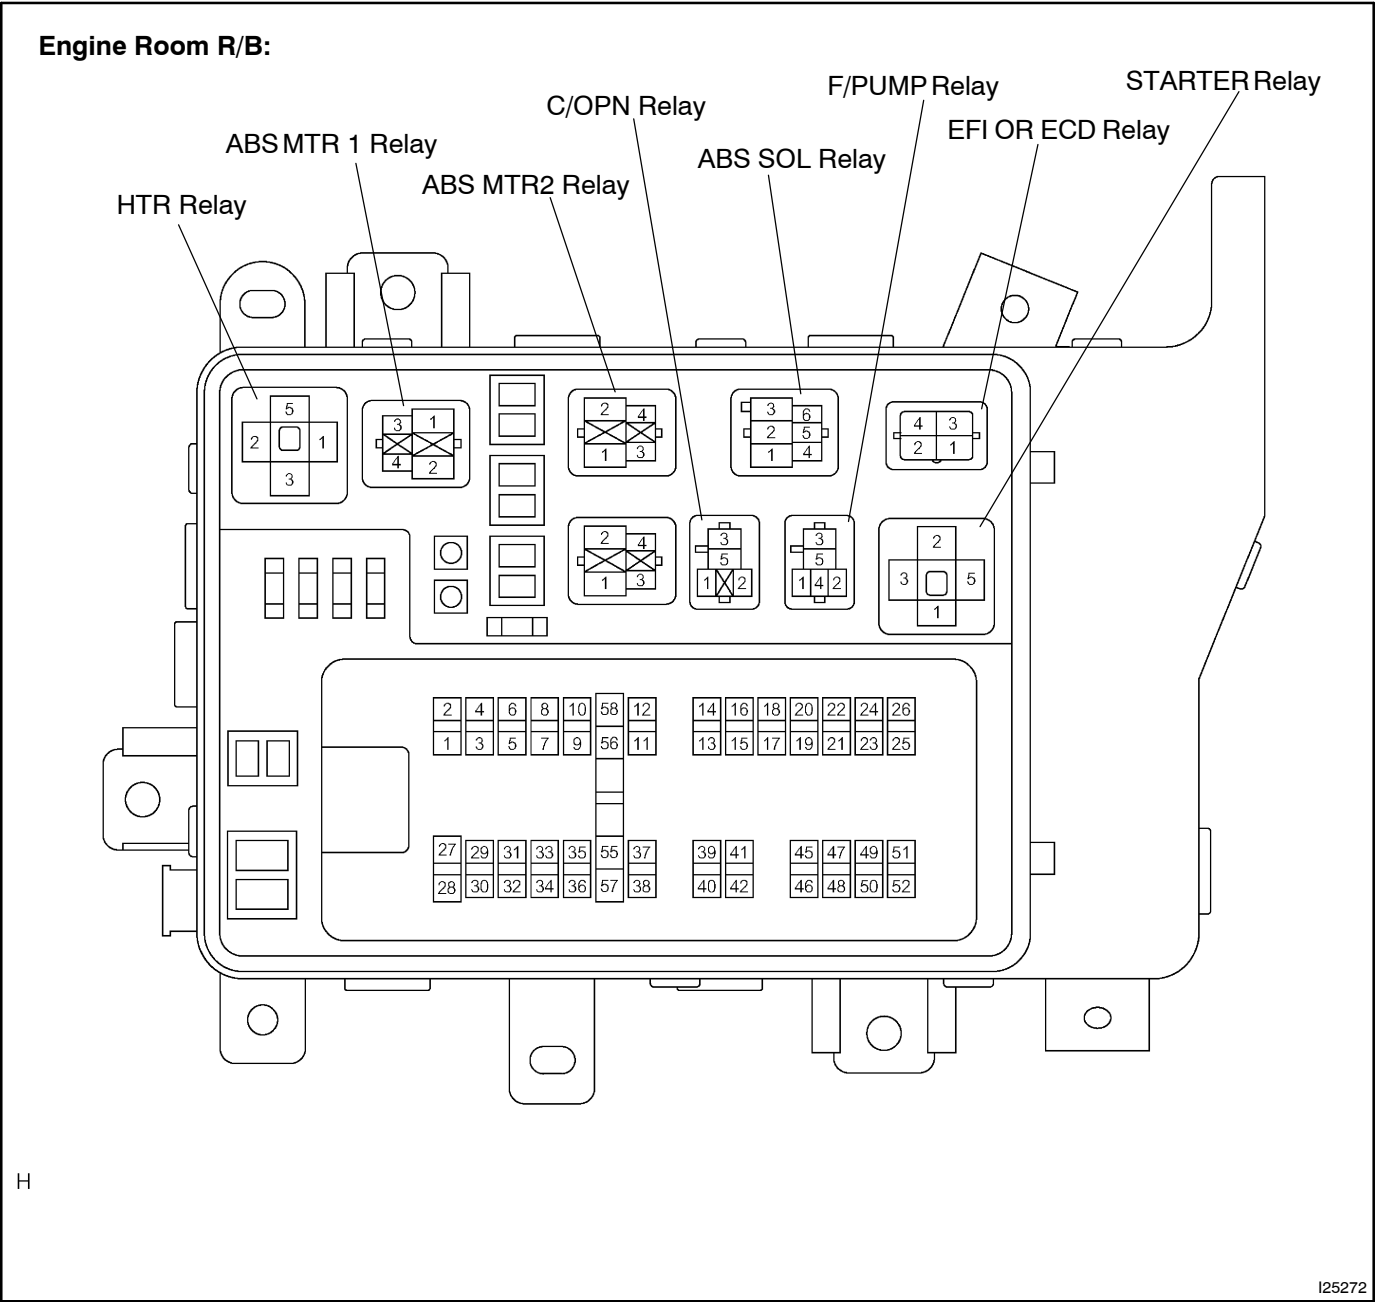 Engine Room R/B:
F/PUMP Relay
STARTER Relay
C/OPN Relay
EFI OR ECD Relay
ABS MTR 1 Relay
ABS SOL Relay
ABS MTR2 Relay
HTR Relay
5
2 1
3
3 1
4 2
2 4
1 3
3 6
2 5
1 4
4 3
2 1
2 4
1 3
3
5
1 2
3
5
1 4 2
2
3 5
1
2 4 6 8 10 58 12 14 16 18 20 22 24 26
1 3 5 7 9 56 11 13 15 17 19 21 23 25
27 29 31 33 35 55 37 39 41 45 47 49 51
28 30 32 34 36 57 38 40 42 46 48 50 52
H
I25272